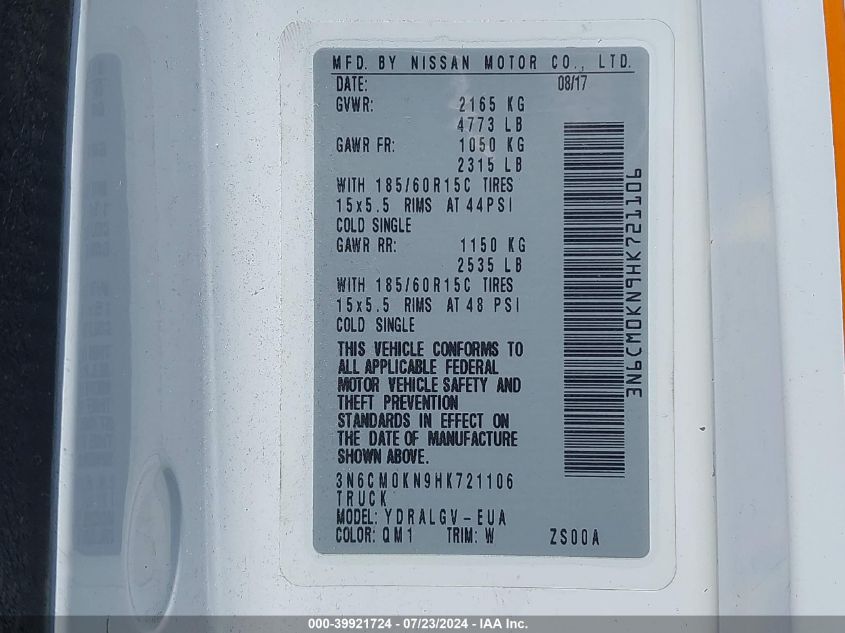 MFD. BY NISSAN MOTOR CO., LTD.
DATE: 08/17
GVWR: 2165 KG
4773 LB
GAWR FR: 1050 KG
2315 LB
WITH 185/60R15C TIRES
15x5.5 RIMS AT 44PSI
COLD SINGLE
GAWR RR: 1150 KG
2535 LB
WITH 185/60R15C TIRES
15x5.5 RIMS AT 48 PSI
COLD SINGLE
THIS VEHICLE CONFORMS TO
ALL APPLICABLE FEDERAL
MOTOR VEHICLE SAFETY AND
THEFT PREVENTION
STANDARDS IN EFFECT ON
THE DATE OF MANUFACTURE
SHOWN ABOVE.
3N6CM0KN9HK721106
TRUCK
MODEL: YDRALGV-EUA
COLOR: QM1 TRIM: W ZS00A
3N6CM0KN9HK721106
000-39921724 - 07/23/2024 - IAA Inc.